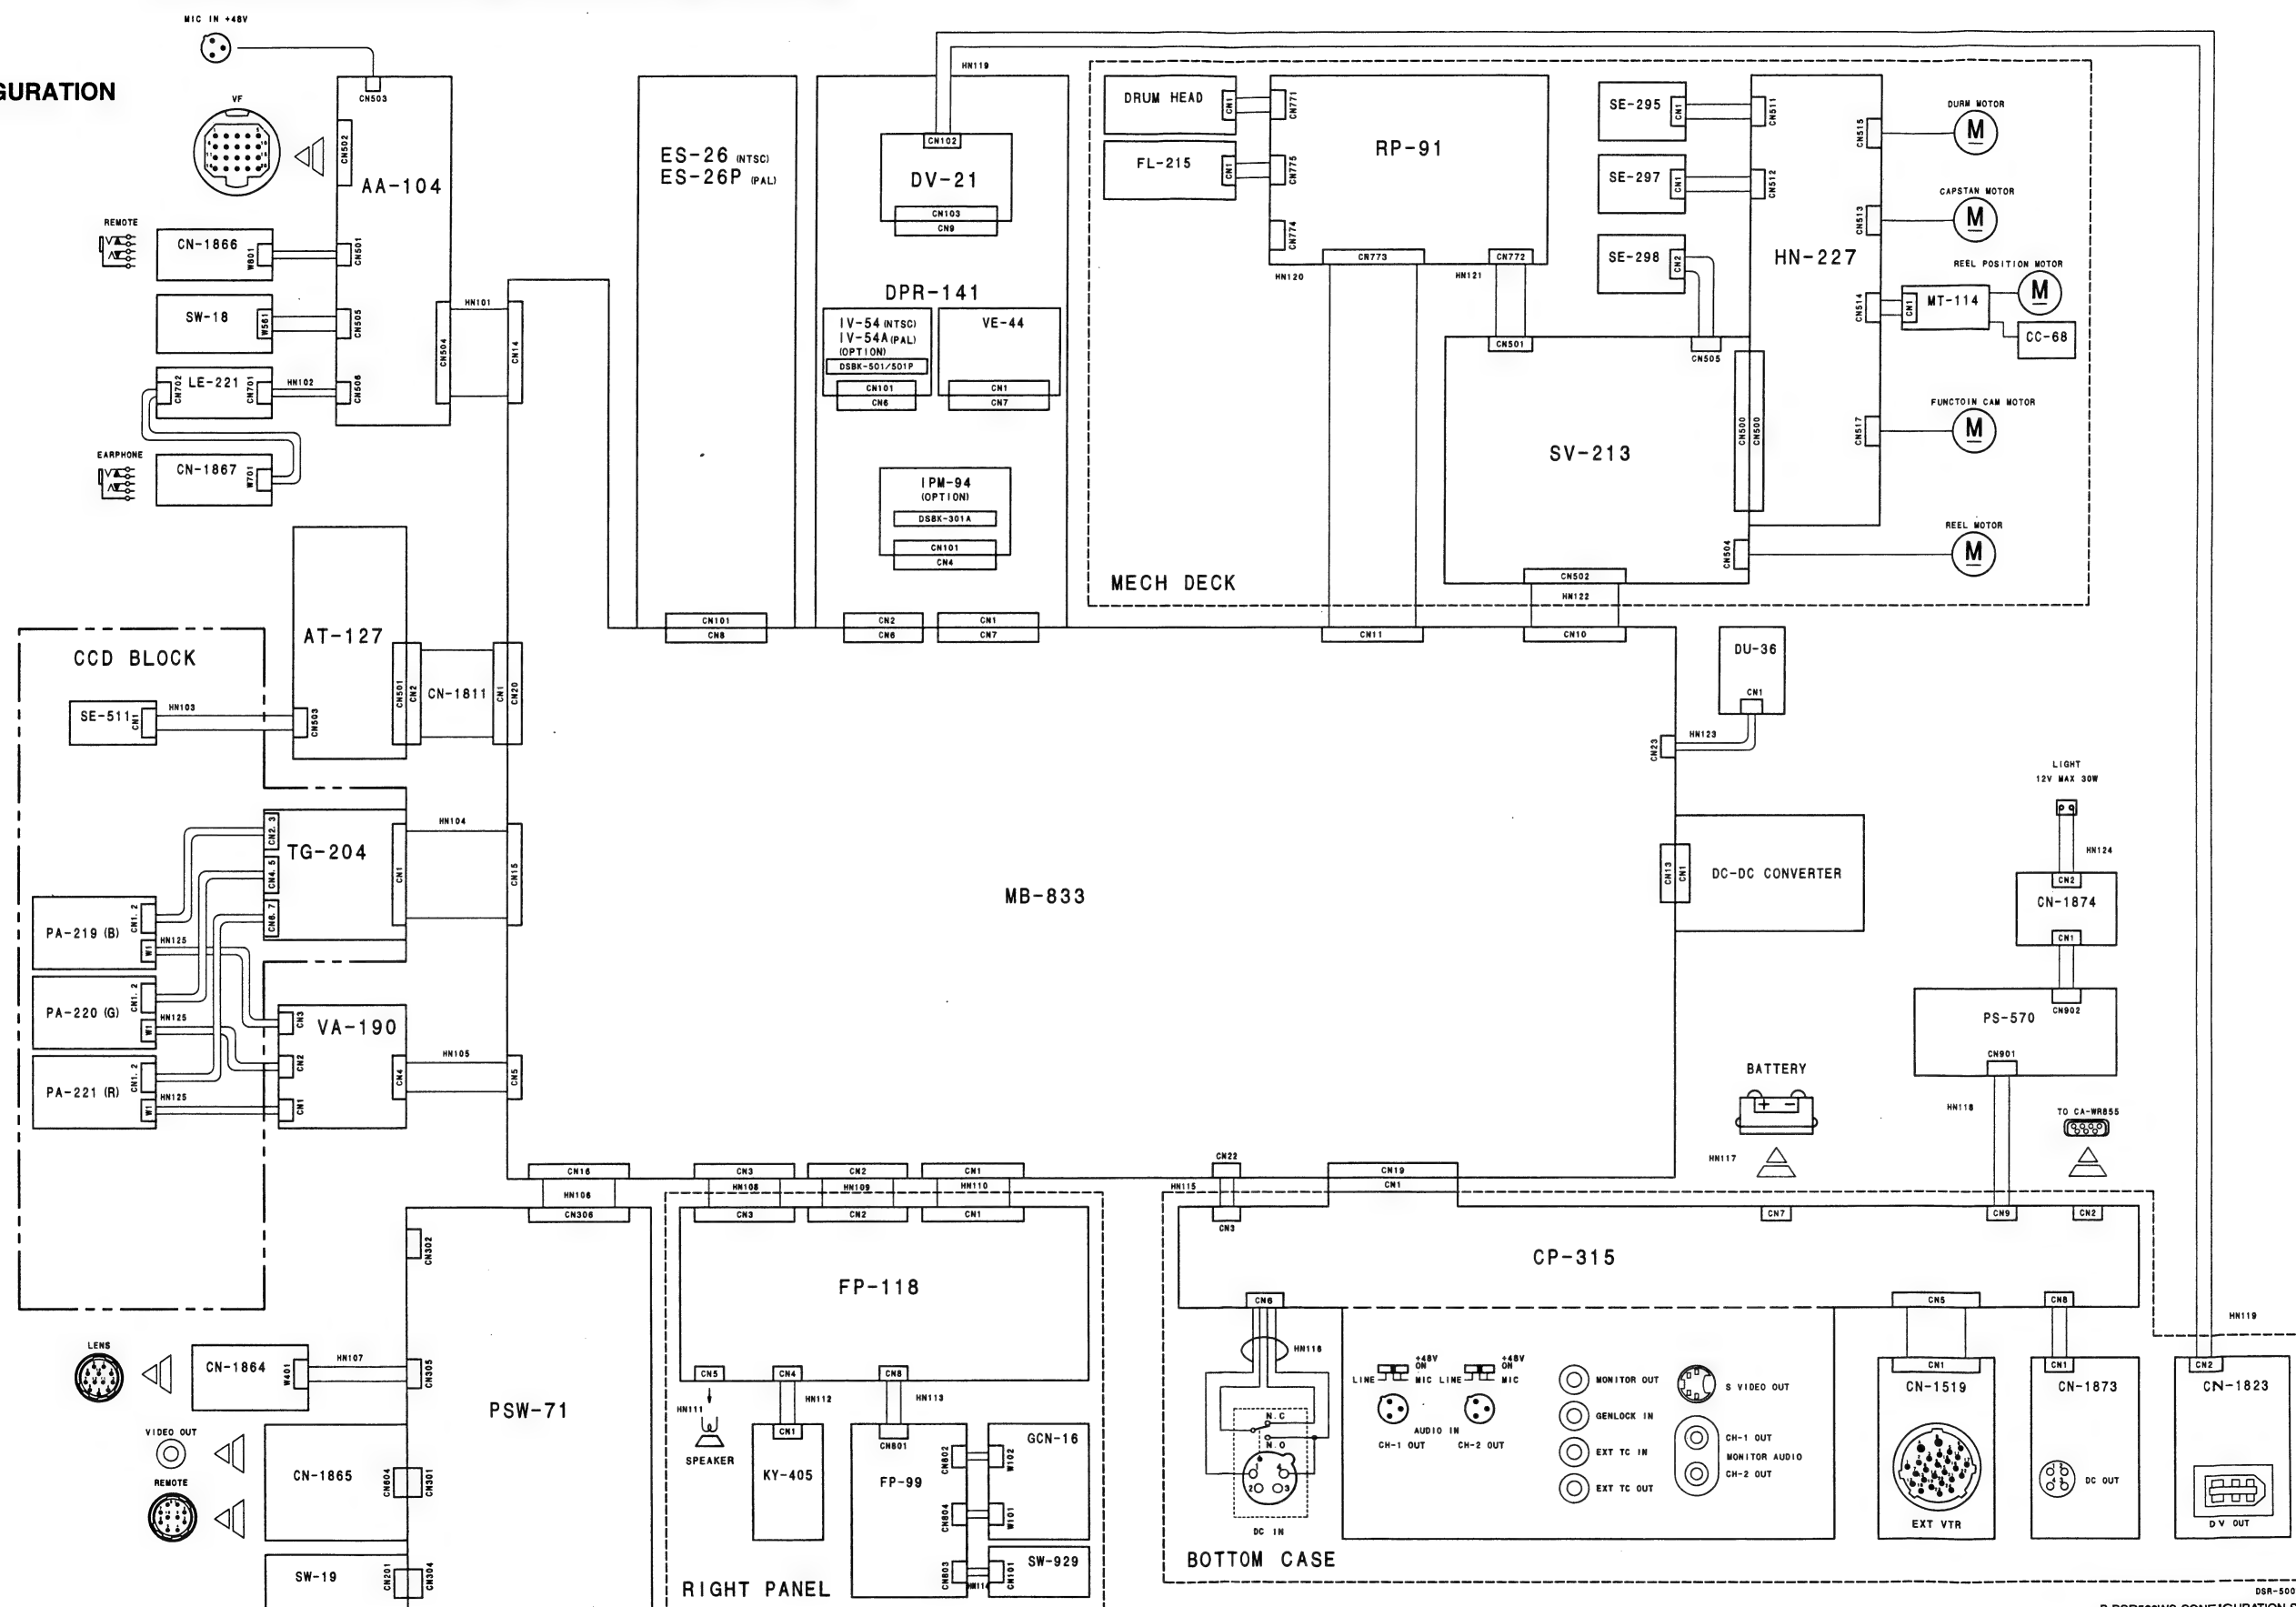 MIC IN +48V
GURATION
CN503
VF
CN502
AA-104
REMOTE
CN-1866
W801
CN501
SW-18
W561
CN505
HN101
CN504
CN14
CN702
LE-221
CN701
HN102
CN506
EARPHONE
CN-1867
W701
ES-26 (NTSC)
ES-26P (PAL)
HN119
CN102
DV-21
CN103
CN9
DPR-141
IV-54 (NTSC)
IV-54A (PAL)
(OPTION)
DSBK-501/501P
CN101
CN6
VE-44
CN1
CN7
IPM-94
(OPTION)
DSBK-301A
CN101
CN4
CN101
CN8
CN2
CN6
CN1
CN7
DRUM HEAD
CN1
CN771
FL-215
CN1
CN775
CN774
RP-91
CN773
CN772
HN120
HN121
SE-295
CN1
CN511
SE-297
CN1
CN512
SE-298
CN2
CN501
CN505
HN-227
CN515
DURM MOTOR
M
CN513
CAPSTAN MOTOR
M
REEL POSITION MOTOR
M
CN514
CN1
MT-114
CC-68
FUNCTOIN CAM MOTOR
CN517
M
SV-213
CN500
CN500
REEL MOTOR
CN504
M
CN502
HN122
MECH DECK
CN11
CN10
CCD BLOCK
AT-127
SE-511
CN1
HN103
CN503
CN501
CN2
CN-1811
CN1
CN20
TG-204
CN2. 3
CN4. 5
CN6. 7
CN1
HN104
CN15
PA-219 (B)
CN1. 2
W1
HN125
PA-220 (G)
CN1. 2
W1
HN125
PA-221 (R)
CN1. 2
W1
HN125
VA-190
CN3
CN2
CN1
CN4
HN105
CN5
MB-833
DU-36
CN1
HN123
CN23
CN13
CN1
DC-DC CONVERTER
LIGHT
12V MAX 30W
HN124
CN2
CN-1874
CN1
CN902
PS-570
CN901
HN118
BATTERY
HN117
TO CA-WR855
CN16
HN106
CN306
CN3
HN108
CN3
CN2
HN109
CN2
CN1
HN110
CN1
CN22
HN115
CN3
CN19
CN1
CN7
CN9
CN2
CN302
PSW-71
LENS
CN-1864
W401
HN107
CN305
VIDEO OUT
REMOTE
CN-1865
CN604
CN301
SW-19
CN201
CN304
FP-118
CN5
HN111
SPEAKER
CN4
HN112
CN1
KY-405
CN8
HN113
CN801
FP-99
CN802
W102
GCN-16
CN804
W101
CN803
HN114
CN101
SW-929
RIGHT PANEL
CP-315
CN6
HN116
N.C
N.O
1
4
2
3
DC IN
+48V
ON
LINE
MIC
+48V
ON
LINE
MIC
AUDIO IN
CH-1 OUT
CH-2 OUT
MONITOR OUT
GENLOCK IN
EXT TC IN
EXT TC OUT
S VIDEO OUT
CH-1 OUT
MONITOR AUDIO
CH-2 OUT
CN5
CN1
CN-1519
EXT VTR
CN8
CN1
CN-1873
DC OUT
HN119
CN2
CN-1823
DV OUT
BOTTOM CASE
DSR-500